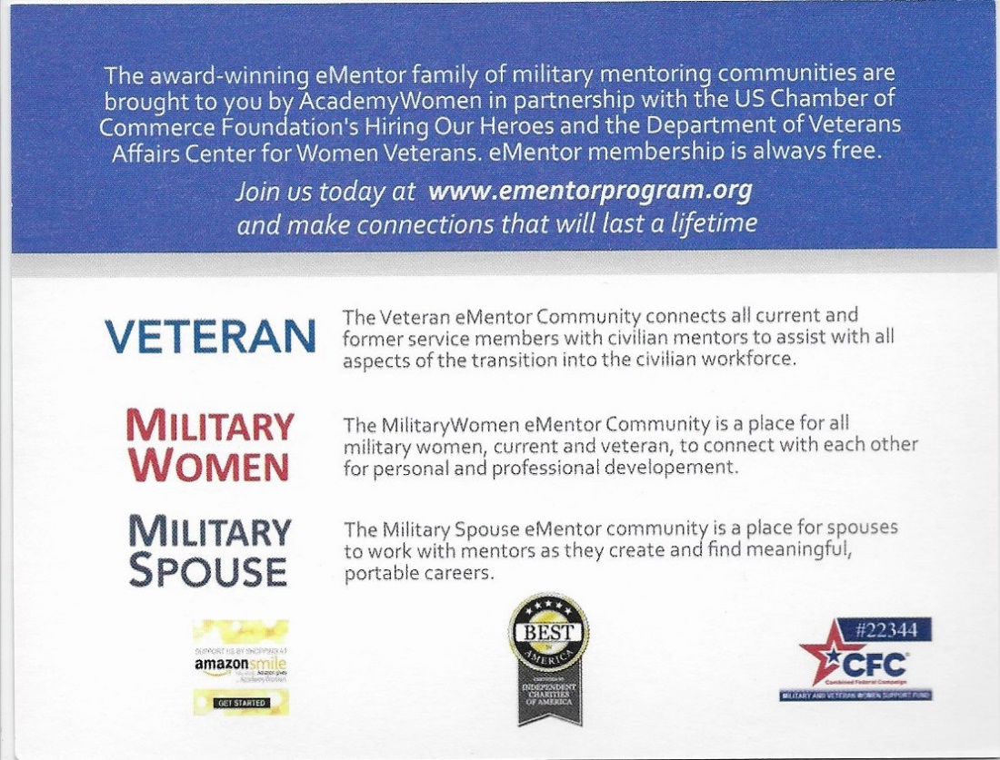 The award-winning eMentor family of military mentoring communities are
brought to you by AcademyWomen in partnership with the US Chamber of
Commerce Foundation's Hiring Our Heroes and the Department of Veterans
Affairs Center for Women Veterans. eMentor membership is always free.
Join us today at www.ementorprogram.org
and make connections that will last a lifetime
VETERAN
The Veteran eMentor Community connects all current and
former service members with civilian mentors to assist with all
aspects of the transition into the civilian workforce.
MILITARY
WOMEN
The MilitaryWomen eMentor Community is a place for all
military women, current and veteran, to connect with each other
for personal and professional developement.
MILITARY
SPOUSE
The Military Spouse eMentor community is a place for spouses
to work with mentors as they create and find meaningful,
portable careers.
SUPPORT US BY SHOPPING AT
amazonsmile
Amazon gives
Academy Women
GET STARTED
BEST
IN
AMERICA
CERTIFIED BY
INDEPENDENT
CHARITIES
OF AMERICA
#22344
CFC
Combined Federal Campaign
MILITARY AND VETERAN WOMEN SUPPORT FUND